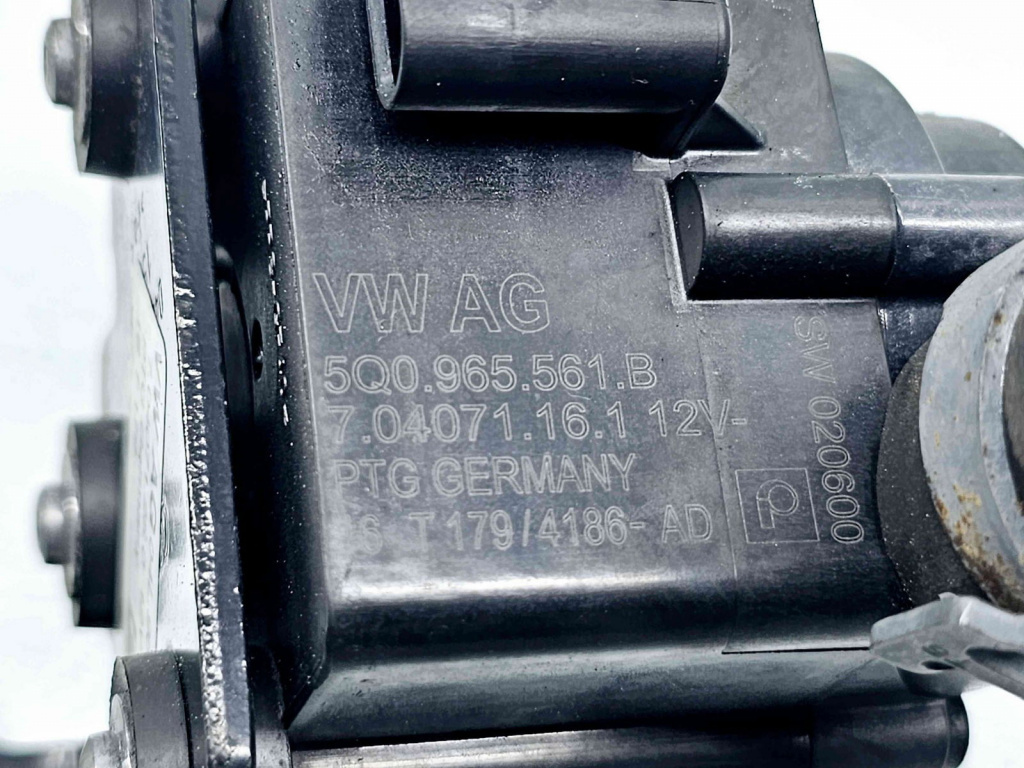 VW AG
5Q0.965.561.B
7.04071.16.1 12V-
PTG GERMANY
S T 179/4186- AD
SW 020600